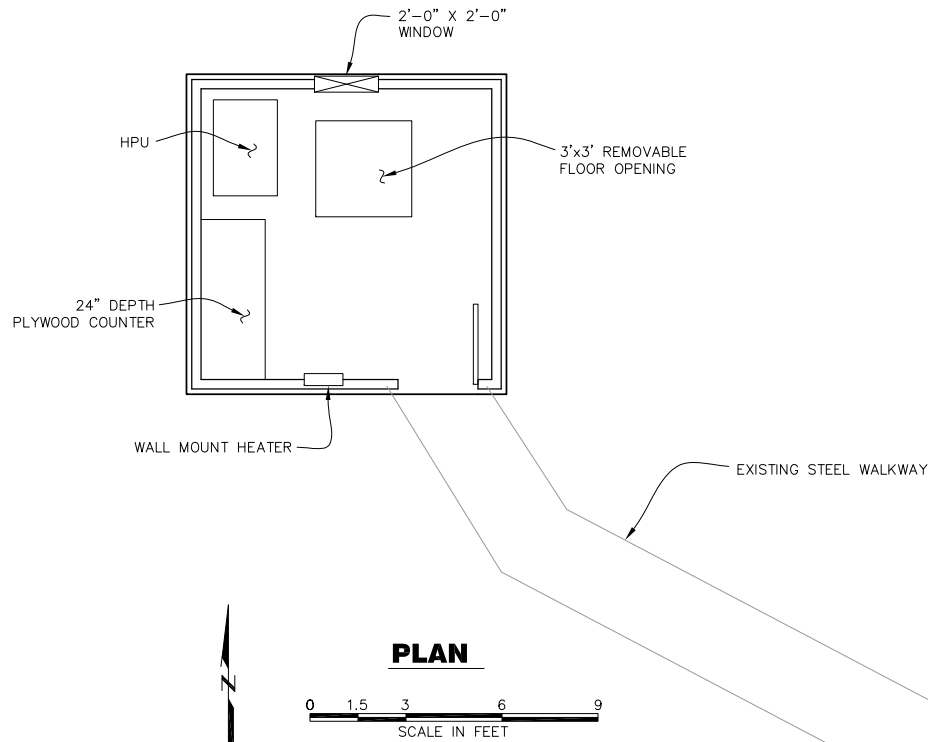 2'-0" X 2'-0"
WINDOW
HPU
3'x3' REMOVABLE
FLOOR OPENING
24" DEPTH
PLYWOOD COUNTER
WALL MOUNT HEATER
EXISTING STEEL WALKWAY
N
PLAN
0 1.5 3 6 9
SCALE IN FEET